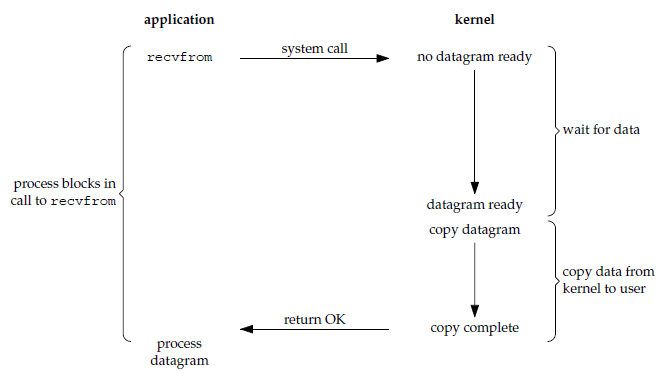 application
kernel
recvfrom
system call
no datagram ready
wait for data
process blocks in
call to recvfrom
datagram ready
copy datagram
copy data from
kernel to user
return OK
copy complete
process
datagram